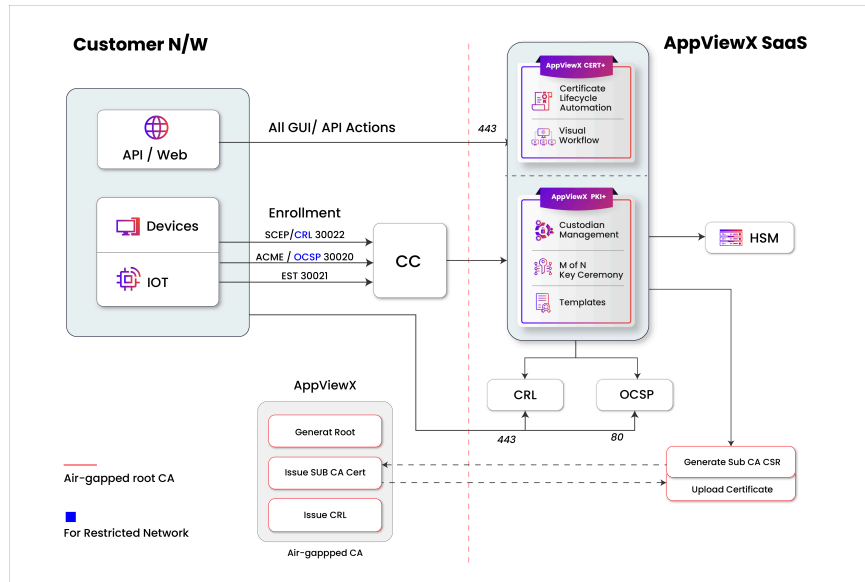 Customer N/W
AppViewX SaaS
API / Web
All GUI/ API Actions
443
AppViewX CERT+
Certificate
Lifecycle
Automation
Visual
Workflow
Devices
IOT
Enrollment
SCEP/CRL 30022
ACME / OCSP 30020
EST 30021
CC
AppViewX PKI+
Custodian
Management
M of N
Key Ceremony
Templates
HSM
CRL
OCSP
443
80
AppViewX
Generat Root
Issue SUB CA Cert
Issue CRL
Air-gappped CA
Generate Sub CA CSR
Upload Certificate
Air-gapped root CA
For Restricted Network